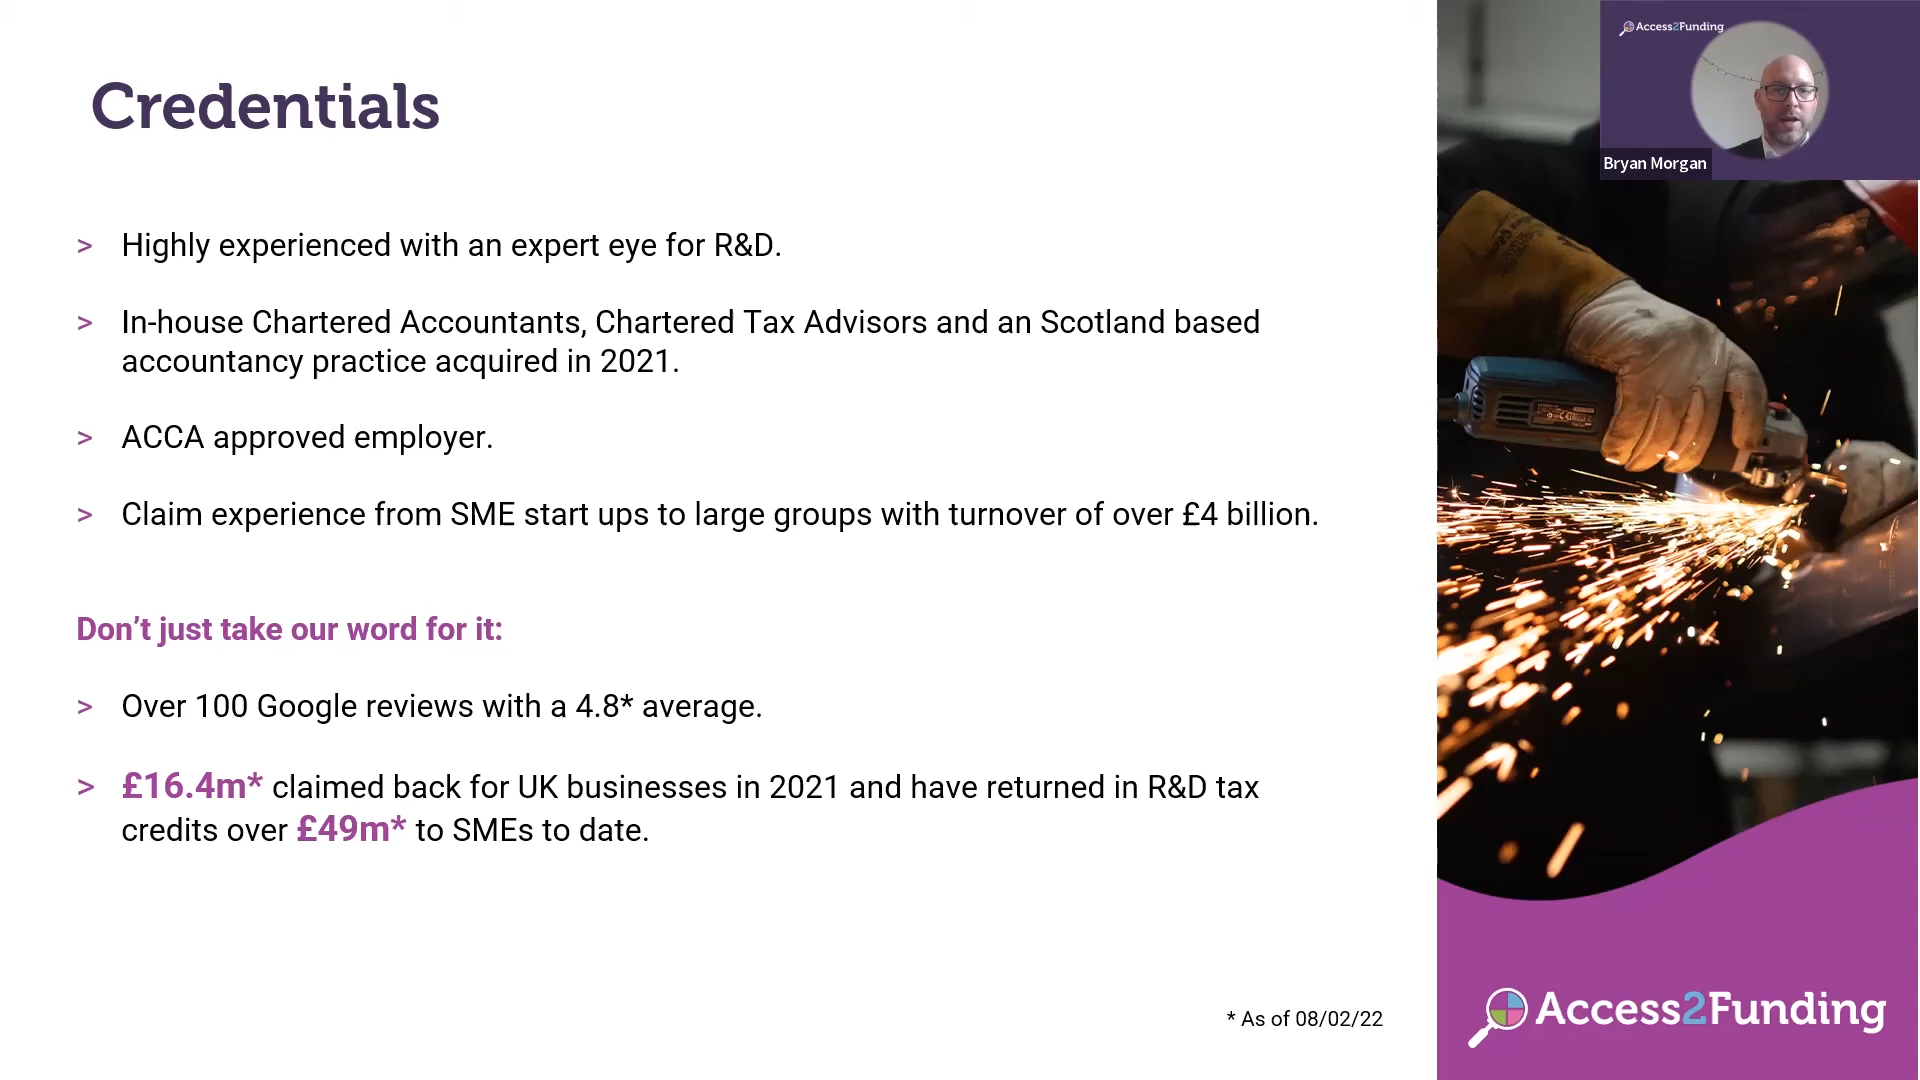 Credentials
> Highly experienced with an expert eye for R&D.
> In-house Chartered Accountants, Chartered Tax Advisors and an Scotland based
accountancy practice acquired in 2021.
> ACCA approved employer.
> Claim experience from SME start ups to large groups with turnover of over £4 billion.
Don’t just take our word for it:
> Over 100 Google reviews with a 4.8* average.
> £16.4m* claimed back for UK businesses in 2021 and have returned in R&D tax
credits over £49m* to SMEs to date.
* As of 08/02/22
Access2Funding
Bryan Morgan
Access2Funding